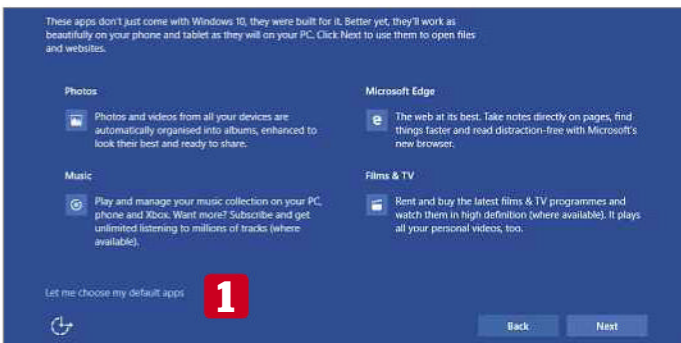 These apps don't just come with Windows 10, they were built for it. Better yet, they'll work as
beautifully on your phone and tablet as they will on your PC. Click Next to use them to open files
and websites.
Photos
Photos and videos from all your devices are
automatically organised into albums, enhanced to
look their best and ready to share.
Microsoft Edge
The web at its best. Take notes directly on pages, find
things faster and read distraction-free with Microsoft's
new browser.
Music
Play and manage your music collection on your PC,
phone and Xbox. Want more? Subscribe and get
unlimited listening to millions of tracks (where
available).
Films & TV
Rent and buy the latest films & TV programmes and
watch them in high definition (where available). It plays
all your personal videos, too.
Let me choose my default apps
1
Back
Next